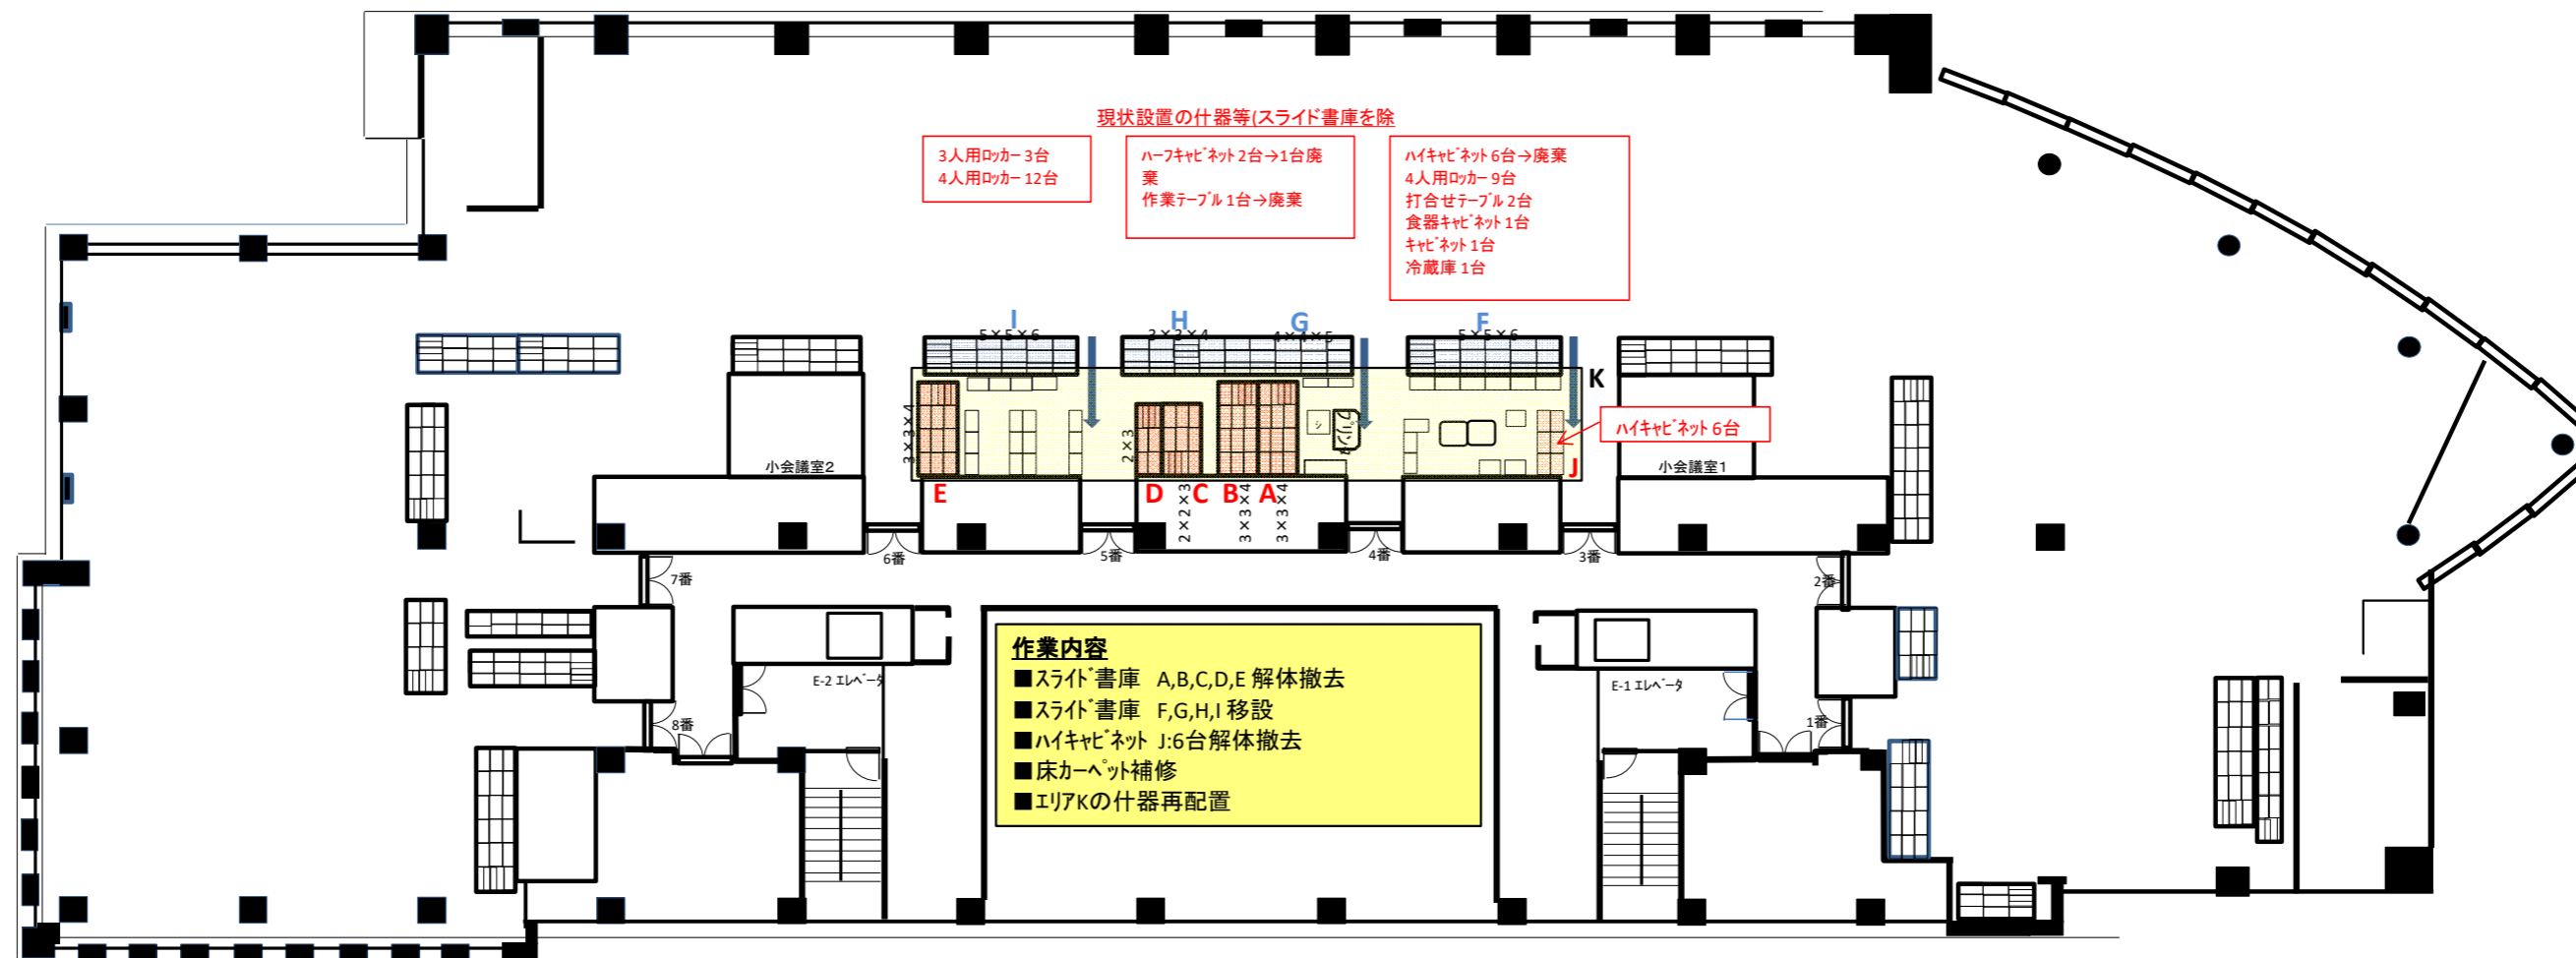 現状設置の什器等(スライド書庫を除
3人用ロッカー 3台
4人用ロッカー 12台
ハーフキャビネット 2台→1台廃
棄
作業テーブル 1台→廃棄
ハイキャビネット 6台→廃棄
4人用ロッカー 9台
打合せテーブル 2台
食器キャビネット 1台
キャビネット 1台
冷蔵庫 1台
I
H
G
F
5×5×6
3×3×4
4×4×5
5×5×6
K
ハイキャビネット 6台
3×3×4
2×3
シ
プリンタ
小会議室2
小会議室1
J
E
D
C
B
A
2×2×3
3×3×4
3×3×4
6番
5番
4番
3番
7番
2番
E-2 エレベータ
E-1 エレベータ
8番
1番
作業内容
■スライド書庫 A,B,C,D,E 解体撤去
■スライド書庫 F,G,H,I 移設
■ハイキャビネット J:6台解体撤去
■床カーペット補修
■エリアKの什器再配置